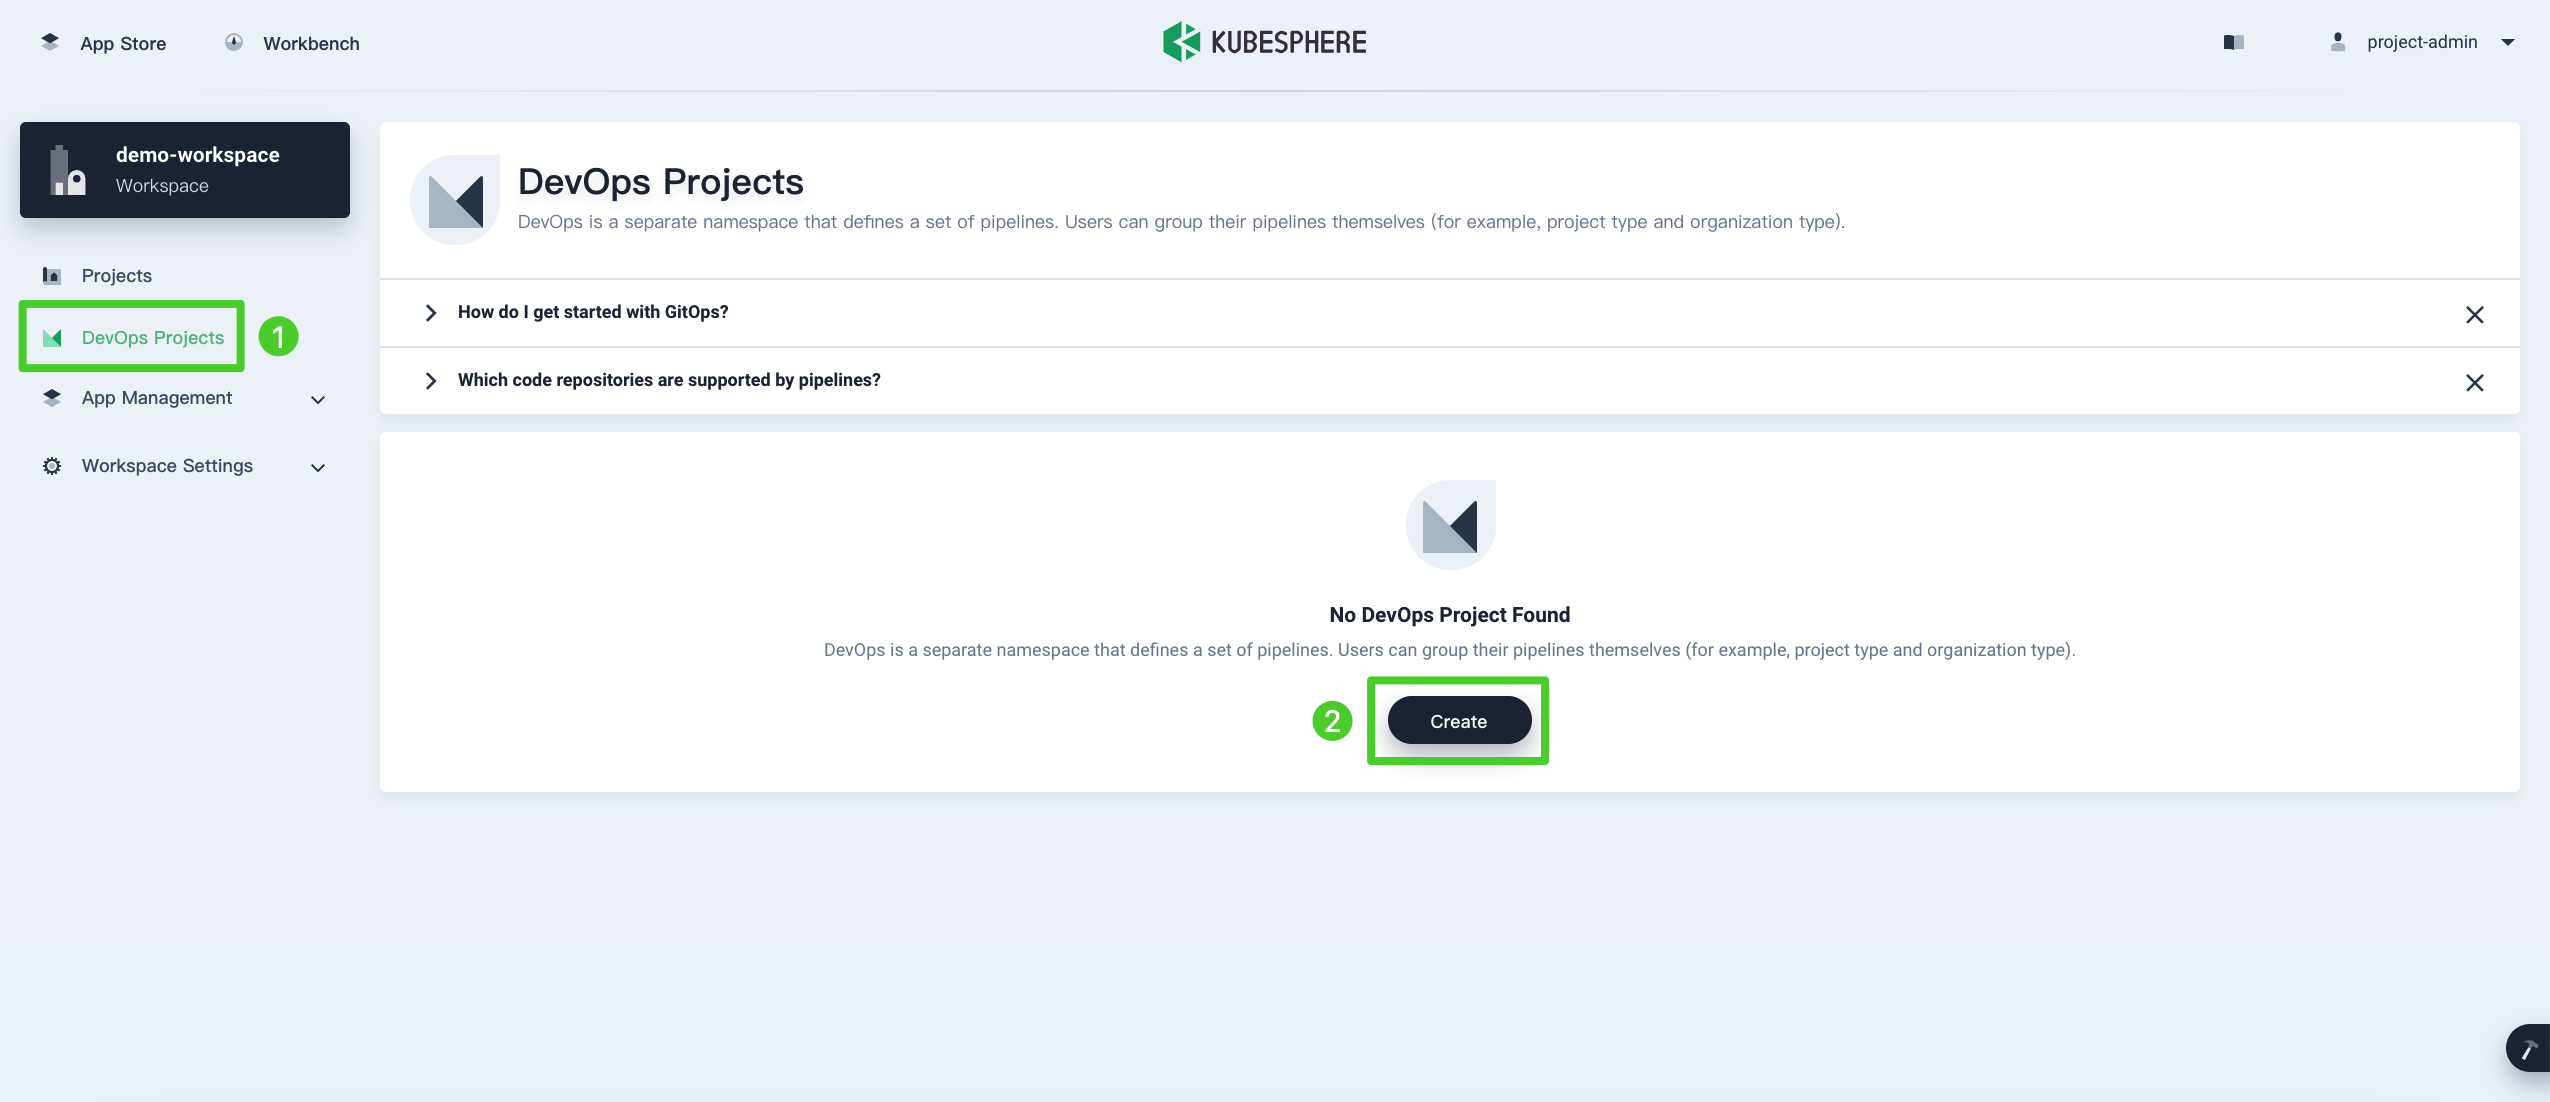 App Store
Workbench
KUBESPHERE
project-admin
demo-workspace
Workspace
Projects
DevOps Projects
1
App Management
Workspace Settings
DevOps Projects
DevOps is a separate namespace that defines a set of pipelines. Users can group their pipelines themselves (for example, project type and organization type).
How do I get started with GitOps?
Which code repositories are supported by pipelines?
No DevOps Project Found
DevOps is a separate namespace that defines a set of pipelines. Users can group their pipelines themselves (for example, project type and organization type).
2
Create